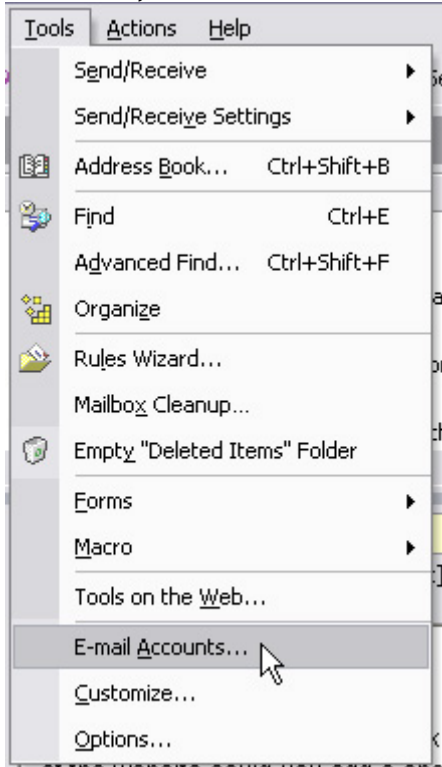 Tools Actions Help
Send/Receive
Send/Receive Settings
Address Book... Ctrl+Shift+B
Find Ctrl+E
Advanced Find... Ctrl+Shift+F
Organize
Rules Wizard...
Mailbox Cleanup...
Empty "Deleted Items" Folder
Forms
Macro
Tools on the Web...
E-mail Accounts...
Customize...
Options...